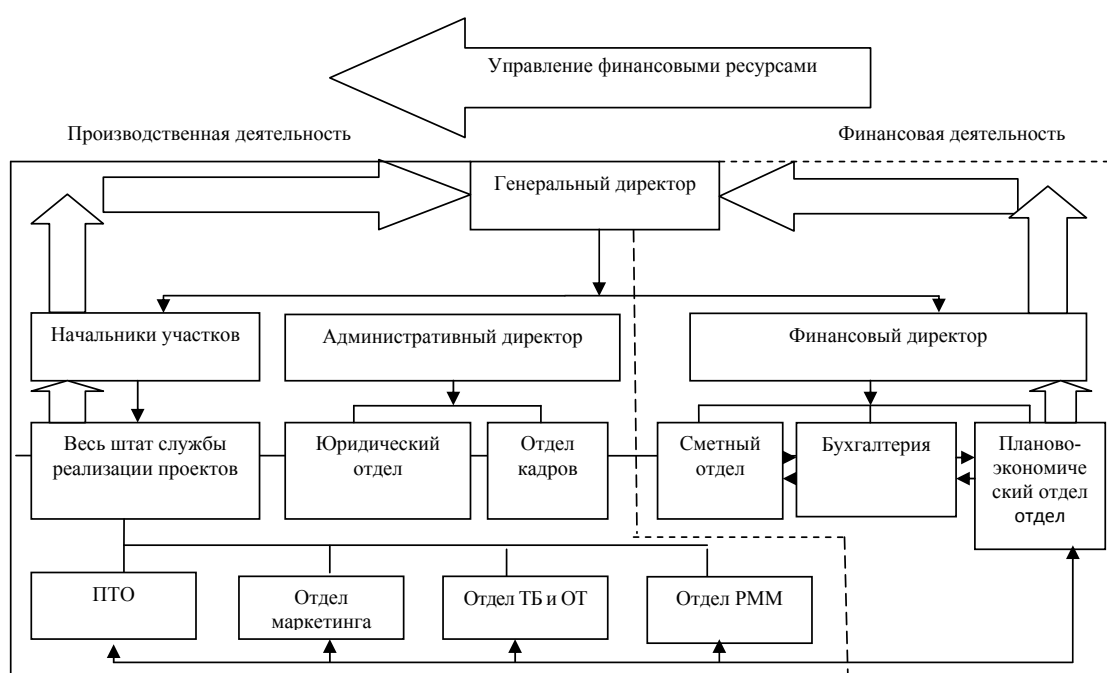 Управление финансовыми ресурсами
Производственная деятельность
Финансовая деятельность
Генеральный директор
Начальники участков
Административный директор
Финансовый директор
Весь штат службы
реализации проектов
Юридический
отдел
Отдел
кадров
Сметный
отдел
Бухгалтерия
Планово-
экономиче
ский отдел
отдел
ПТО
Отдел
маркетинга
Отдел ТБ и ОТ
Отдел РММ